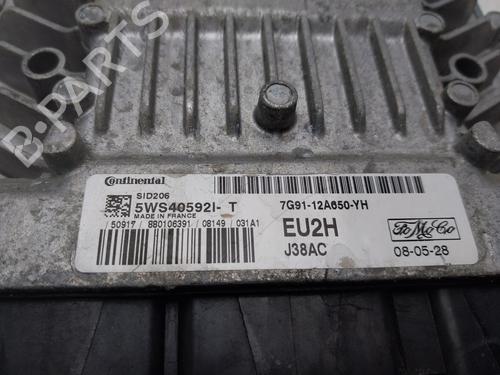 B-PARTS
Continental
SID206
5WS40592I- T
MADE IN FRANCE
/ 50917 / 880106391 / 08149 / 031A1
7G91-12A650-YH
EU2H
J38AC
FoMoCo
08-05-28